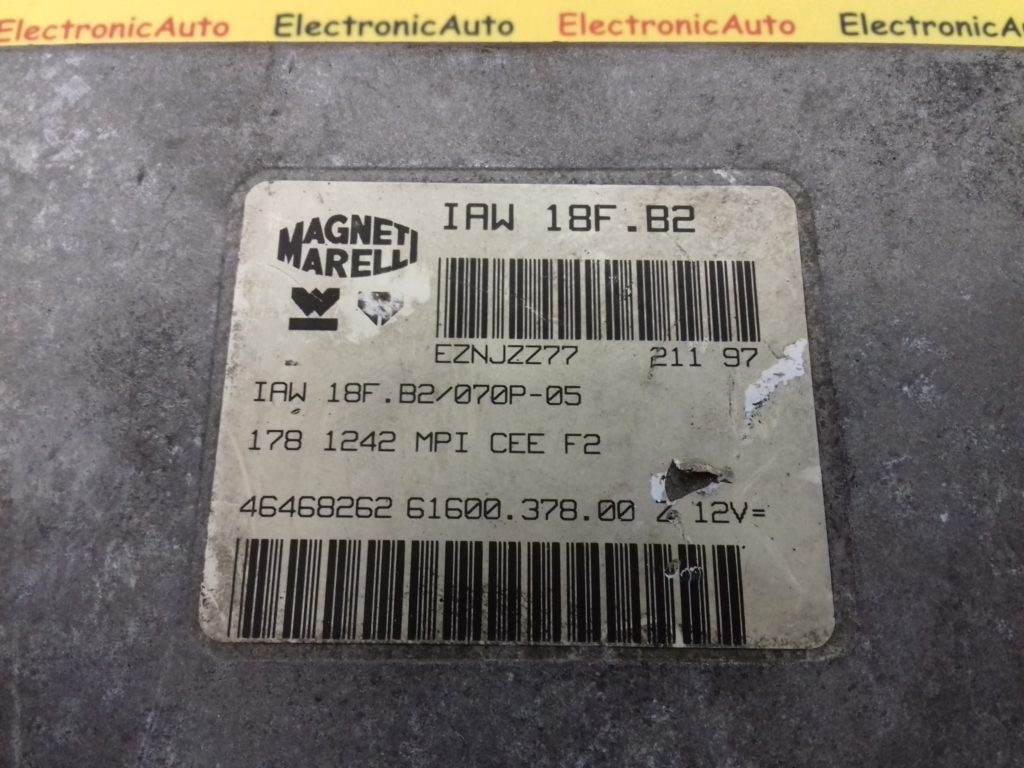 ElectronicAuto ElectronicAuto ElectronicAuto ElectronicAu
MAGNETI
MARELLI
IAW 18F.B2
EZNJZZ77 211 97
IAW 18F.B2/070P-05
178 1242 MPI CEE F2
46468262 61600.378.00 12V=